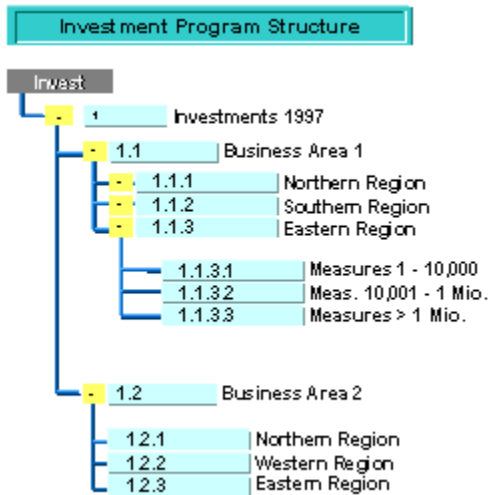 Investment Program Structure
Invest
- 1 Investments 1997
- 1.1 Business Area 1
- 1.1.1 Northern Region
- 1.1.2 Southern Region
- 1.1.3 Eastern Region
1.1.3.1 Measures 1 - 10,000
1.1.3.2 Meas. 10,001 - 1 Mio.
1.1.3.3 Measures > 1 Mio.
- 1.2 Business Area 2
1.2.1 Northern Region
1.2.2 Western Region
1.2.3 Eastern Region